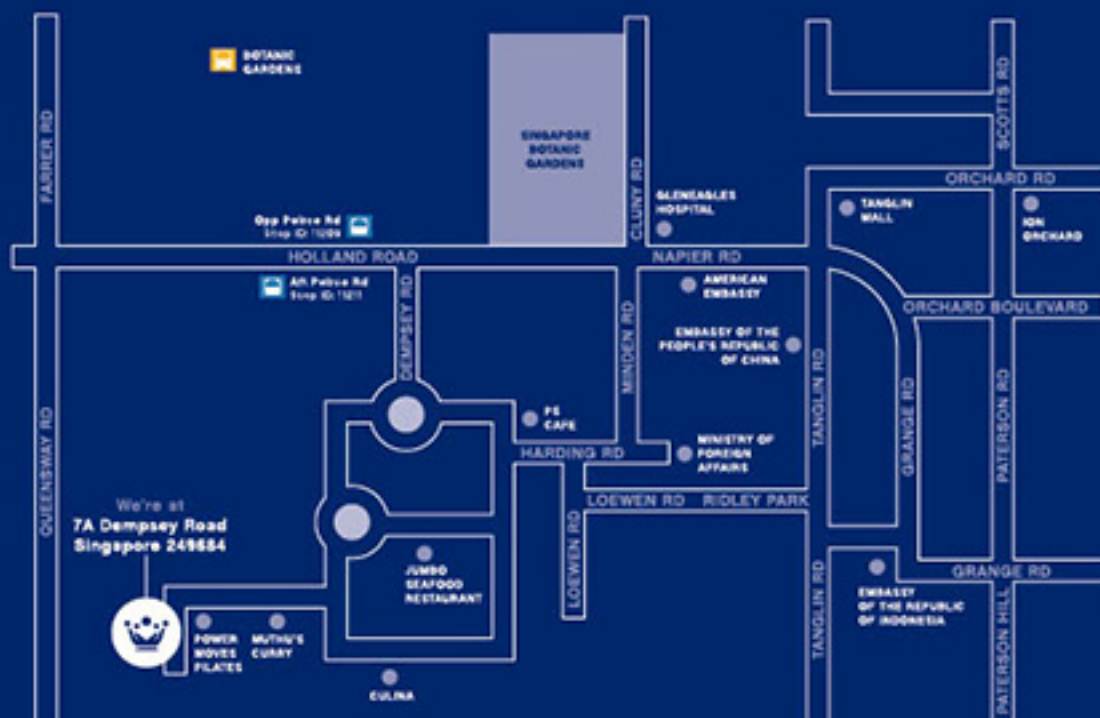 BOTANIC
GARDENS
SINGAPORE
BOTANIC
GARDENS
FARRER RD
CLUNY RD
SCOTTS RD
ORCHARD RD
GLENEAGLES
HOSPITAL
TANGLIN
MALL
ION
ORCHARD
Opp Peirce Rd
HOLLAND ROAD
NAPIER RD
Aft Peirce Rd
AMERICAN
EMBASSY
ORCHARD BOULEVARD
DEMPSEY RD
MINDEN RD
EMBASSY OF THE
PEOPLE'S REPUBLIC
OF CHINA
TANGLIN RD
GRANGE RD
PATERSON RD
QUEENSWAY RD
PS
CAFE
HARDING RD
MINISTRY OF
FOREIGN
AFFAIRS
LOEWEN RD
RIDLEY PARK
We're at
7A Dempsey Road
Singapore 249684
LOEWEN RD
JUMBO
SEAFOOD
RESTAURANT
GRANGE RD
EMBASSY
OF THE REPUBLIC
OF INDONESIA
TANGLIN RD
PATERSON HILL
POWER
MOVES
PILATES
MUTHU'S
CURRY
CULINA